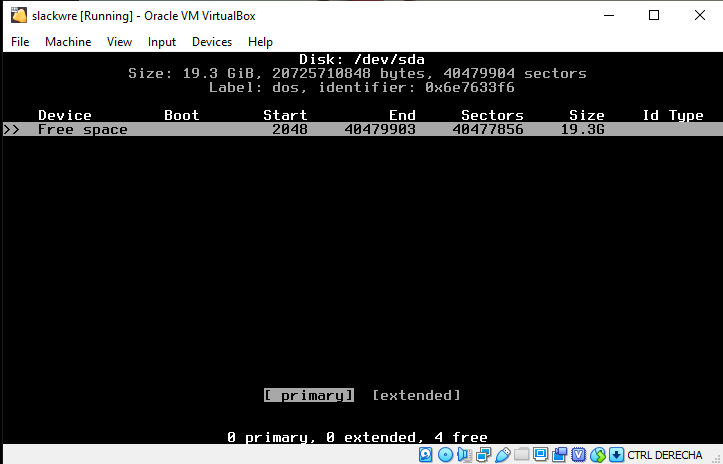 slackwre [Running] - Oracle VM VirtualBox
File Machine View Input Devices Help
Disk: /dev/sda
Size: 19.3 GiB, 20725710848 bytes, 40479904 sectors
Label: dos, identifier: 0x6e7633f6
Device Boot Start End Sectors Size Id Type
>> Free space 2048 40479903 40477856 19.3G
[ primary] [extended]
0 primary, 0 extended, 4 free
CTRL DERECHA